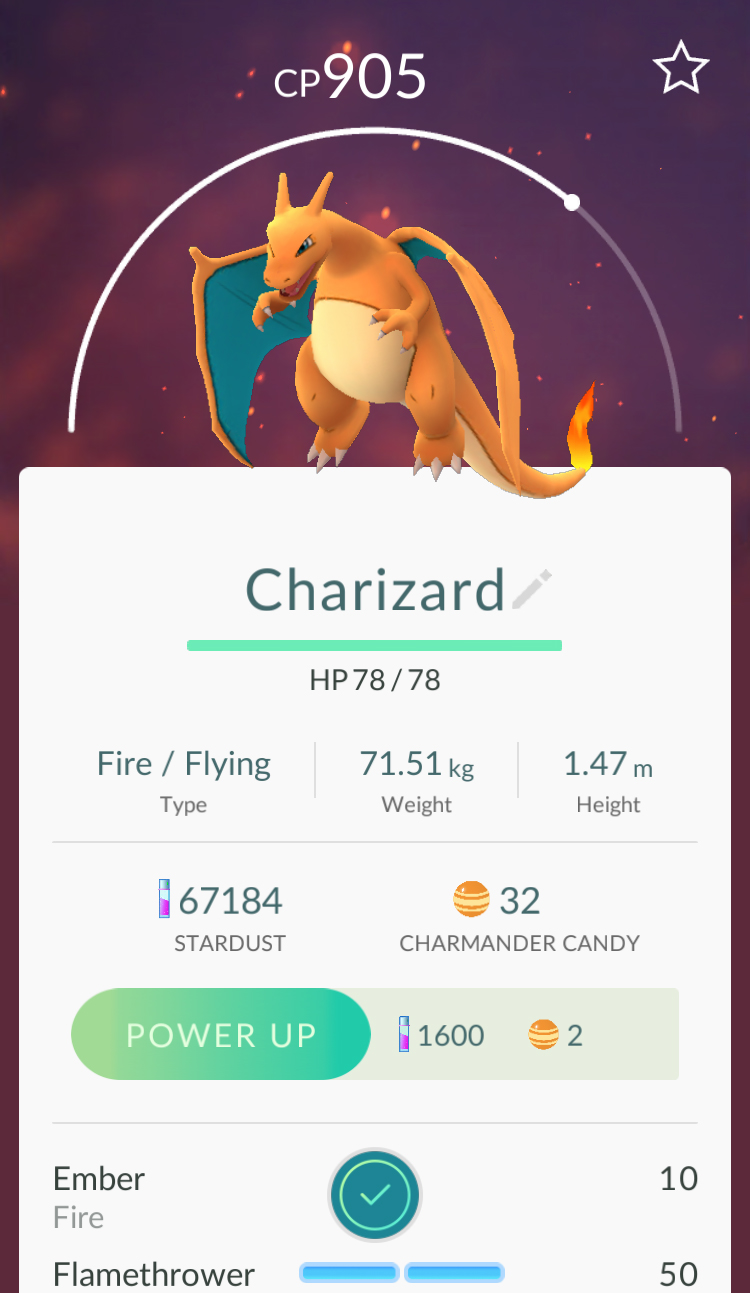 CP905
Charizard
HP 78 / 78
Fire / Flying 71.51 kg 1.47 m
Type Weight Height
67184 32
STARDUST CHARMANDER CANDY
POWER UP 1600 2
Ember 10
Fire
Flamethrower 50